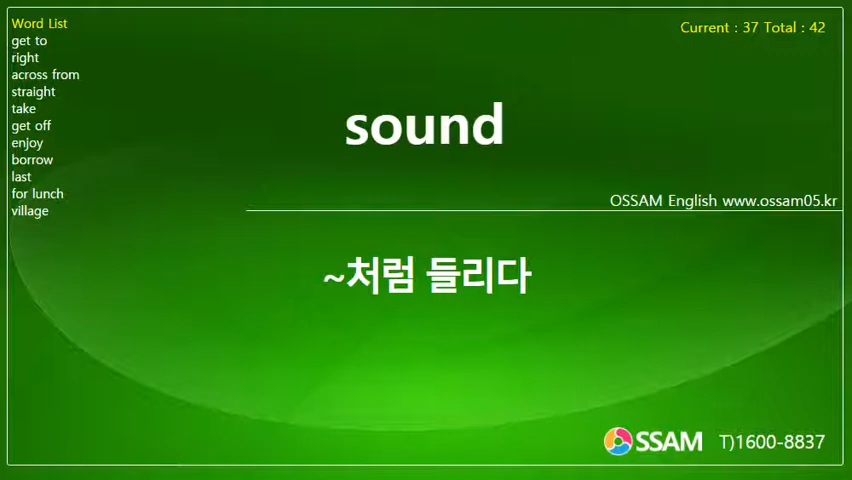 Word List
get to
right
across from
straight
take
get off
enjoy
borrow
last
for lunch
village
Current : 37 Total : 42
sound
OSSAM English www.ossam05.kr
~처럼 들리다
OSSAM T)1600-8837